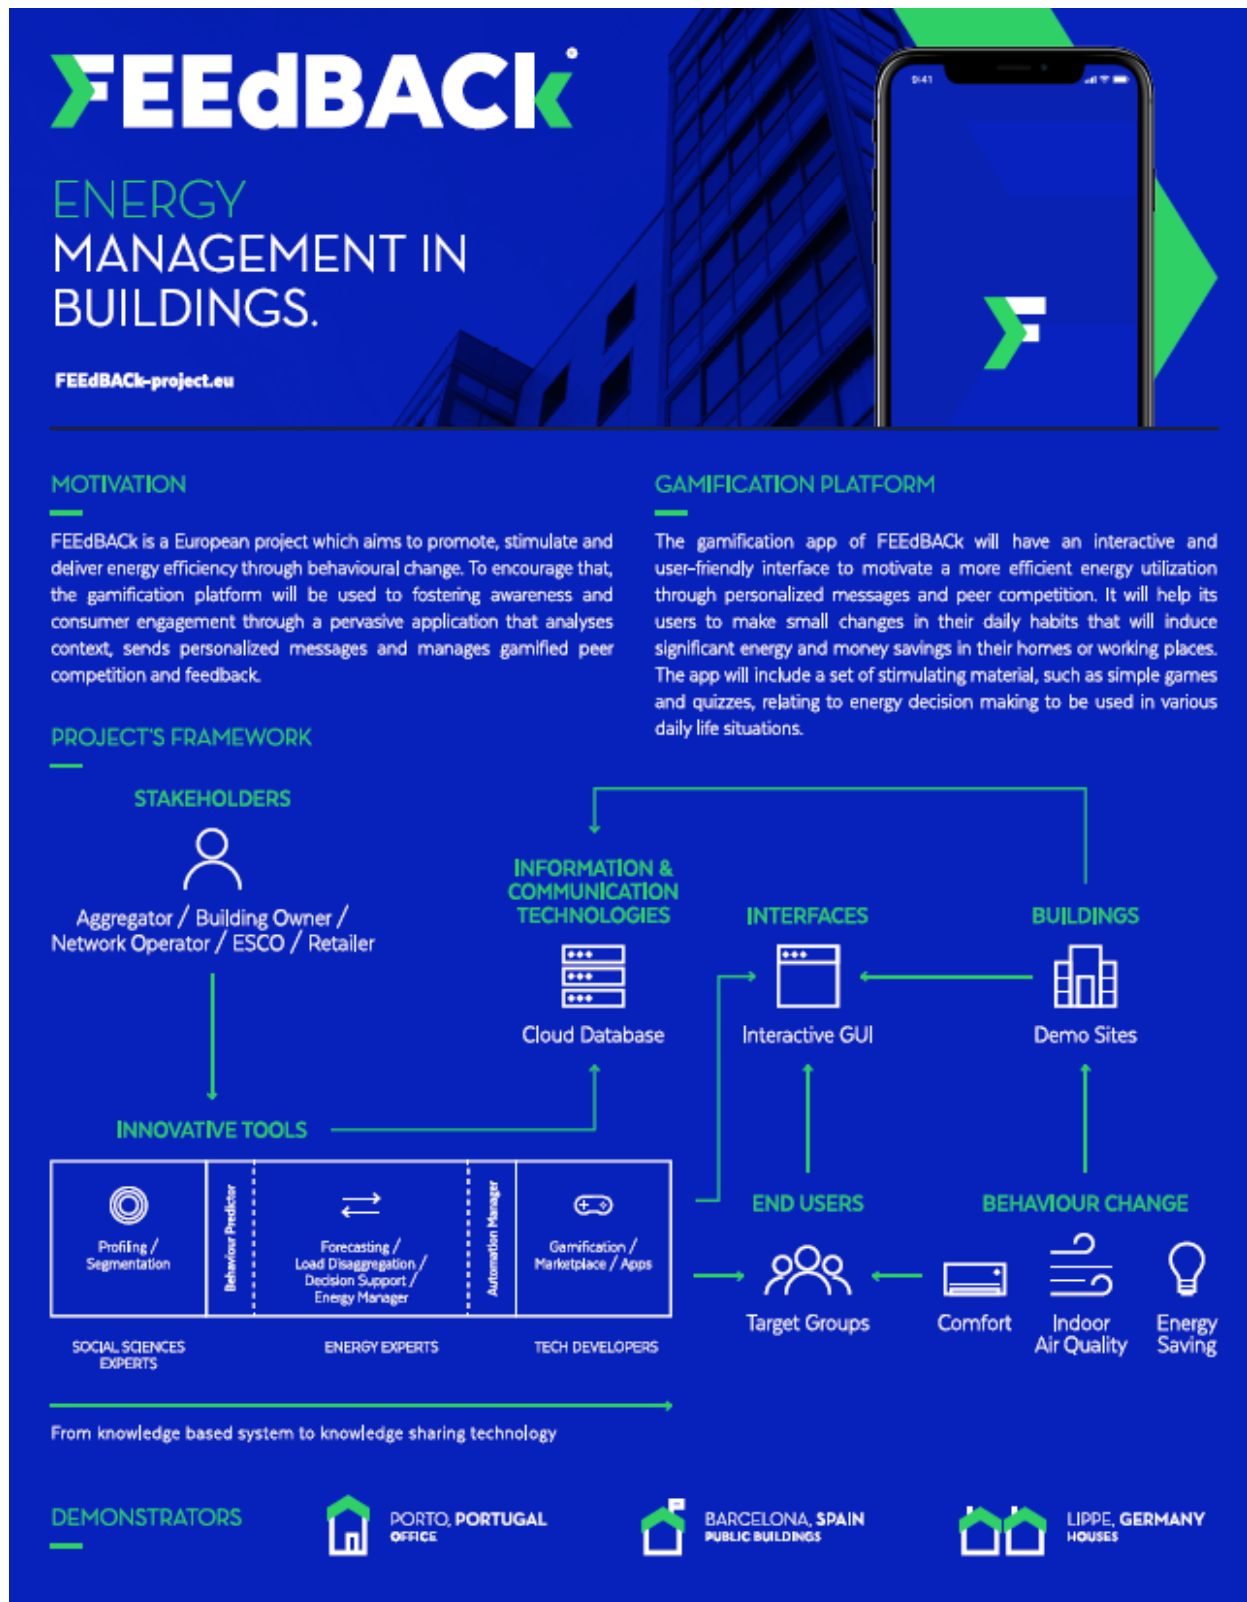 FEEdBACk
ENERGY
MANAGEMENT IN
BUILDINGS.
FEEdBACk-project.eu
9:41
F
MOTIVATION
FEEdBACk is a European project which aims to promote, stimulate and
deliver energy efficiency through behavioural change. To encourage that,
the gamification platform will be used to fostering awareness and
consumer engagement through a pervasive application that analyses
context, sends personalized messages and manages gamified peer
competition and feedback.
GAMIFICATION PLATFORM
The gamification app of FEEdBACk will have an interactive and
user-friendly interface to motivate a more efficient energy utilization
through personalized messages and peer competition. It will help its
users to make small changes in their daily habits that will induce
significant energy and money savings in their homes or working places.
The app will include a set of stimulating material, such as simple games
and quizzes, relating to energy decision making to be used in various
daily life situations.
PROJECT'S FRAMEWORK
STAKEHOLDERS
Aggregator / Building Owner /
Network Operator / ESCO / Retailer
INFORMATION &
COMMUNICATION
TECHNOLOGIES
Cloud Database
INTERFACES
Interactive GUI
BUILDINGS
Demo Sites
INNOVATIVE TOOLS
Profiling /
Segmentation
Behaviour Predictor
Forecasting /
Load Disaggregation /
Decision Support /
Energy Manager
Automation Manager
Gamification /
Marketplace / Apps
SOCIAL SCIENCES
EXPERTS
ENERGY EXPERTS
TECH DEVELOPERS
END USERS
Target Groups
BEHAVIOUR CHANGE
Comfort
Indoor
Air Quality
Energy
Saving
From knowledge based system to knowledge sharing technology
DEMONSTRATORS
PORTO, PORTUGAL
OFFICE
BARCELONA, SPAIN
PUBLIC BUILDINGS
LIPPE, GERMANY
HOUSES